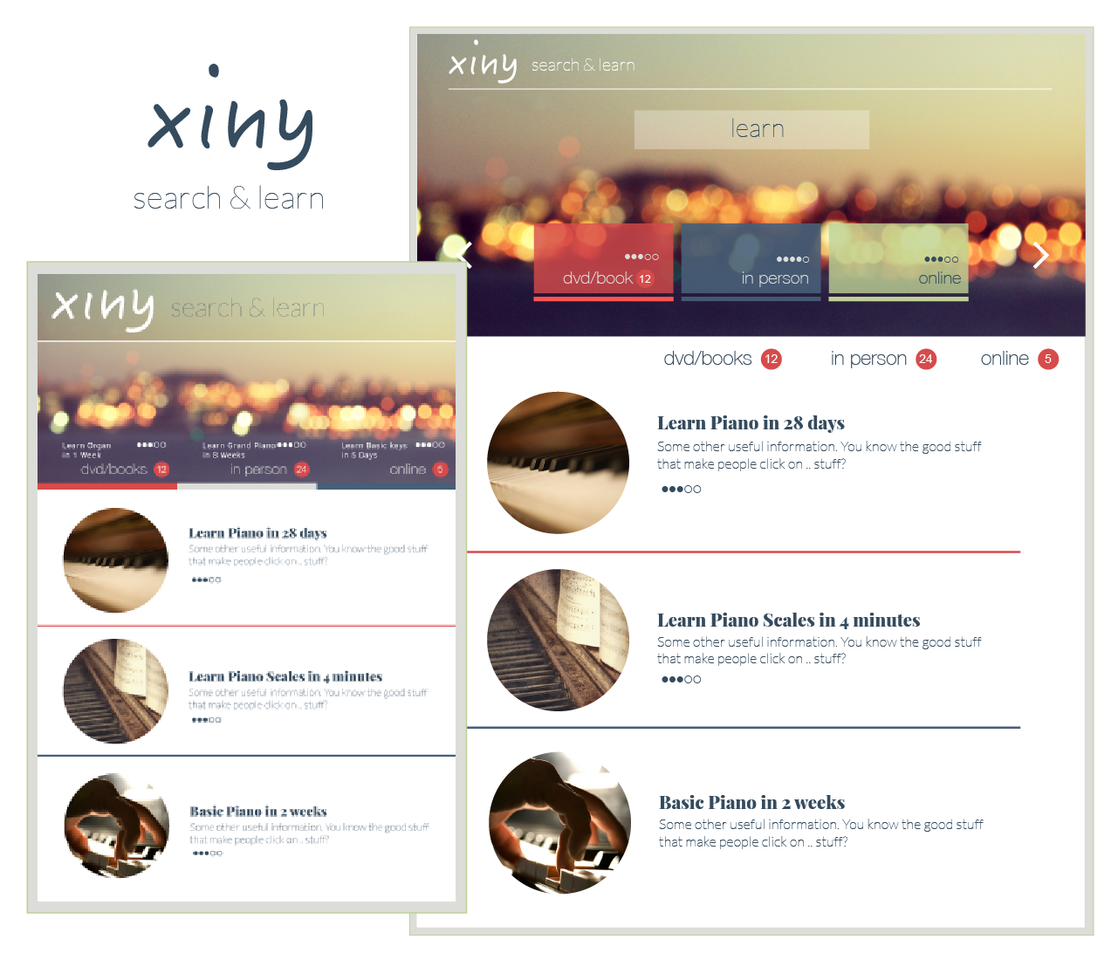 xiny
search & learn
xiny search & learn
learn
dvd/book 12
in person
online
dvd/books 12 in person 24 online 5
Learn Piano in 28 days
Some other useful information. You know the good stuff
that make people click on .. stuff?
Learn Piano Scales in 4 minutes
Some other useful information. You know the good stuff
that make people click on .. stuff?
Basic Piano in 2 weeks
Some other useful information. You know the good stuff
that make people click on .. stuff?
xiny search & learn
Learn Organ
in 1 Week
dvd/books 12
Learn Grand Piano
in 8 Weeks
in person 24
Learn Basic keys
in 5 Days
online 5
Learn Piano in 28 days
Some other useful information. You know the good stuff
that make people click on .. stuff?
Learn Piano Scales in 4 minutes
Some other useful information. You know the good stuff
that make people click on .. stuff?
Basic Piano in 2 weeks
Some other useful information. You know the good stuff
that make people click on .. stuff?